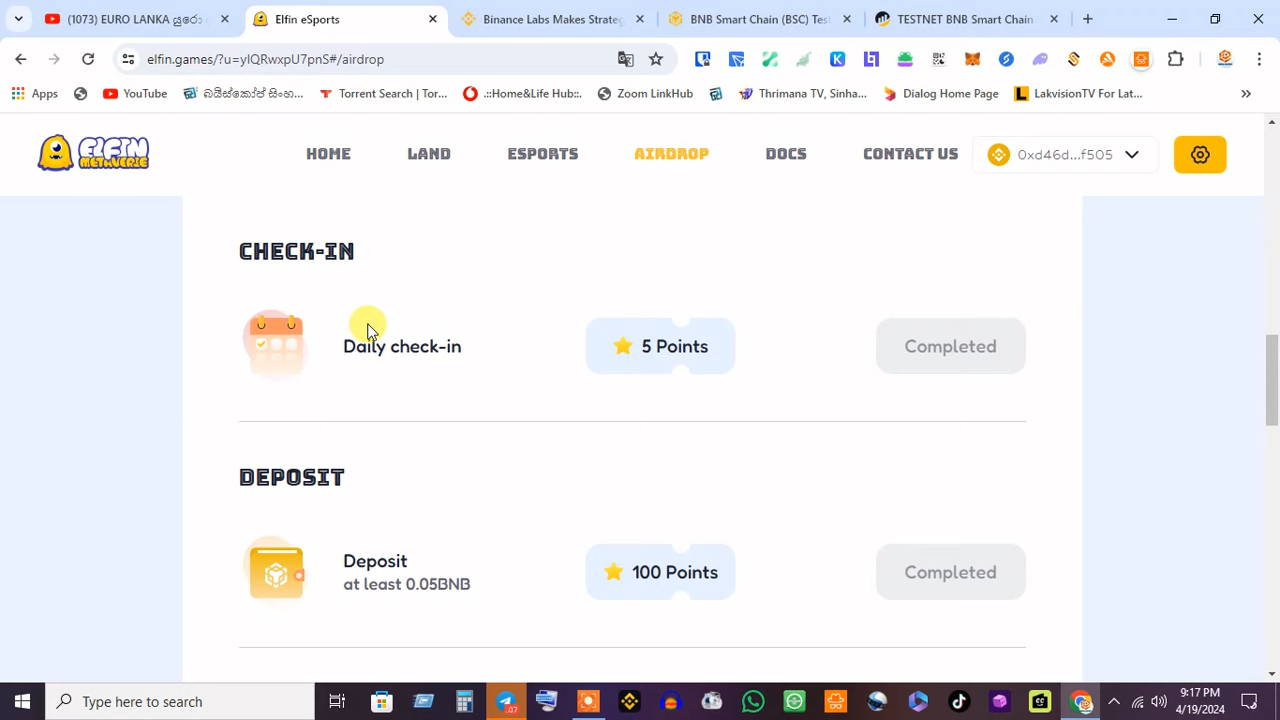 (1073) EURO LANKA යුරෝ
Elfin eSports
Binance Labs Makes Strateg
BNB Smart Chain (BSC) Test
TESTNET BNB Smart Chain
elfin.games/?u=yIQRwxpU7pnS#/airdrop
Apps
YouTube
බයිස්කෝප් සිංහ...
Torrent Search | Tor...
.::Home&Life Hub::.
Zoom LinkHub
Thrimana TV, Sinha...
Dialog Home Page
LakvisionTV For Lat...
ELFIN
METAVERSE
HOME
LAND
ESPORTS
AIRDROP
DOCS
CONTACT US
0xd46d...f505
CHECK-IN
Daily check-in
5 Points
Completed
DEPOSIT
Deposit
at least 0.05BNB
100 Points
Completed
Type here to search
9:17 PM
4/19/2024